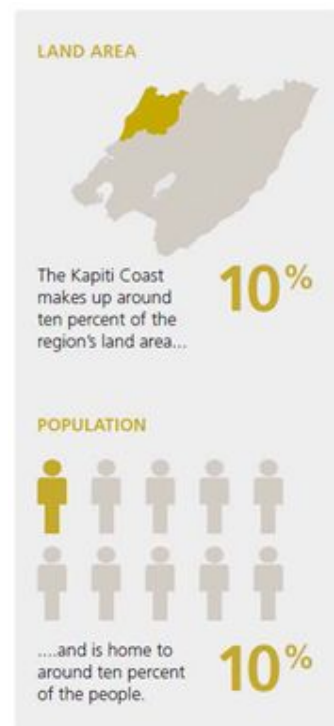 LAND AREA
The Kapiti Coast
makes up around
ten percent of the
region's land area...
10%
POPULATION
....and is home to
around ten percent
of the people.
10%